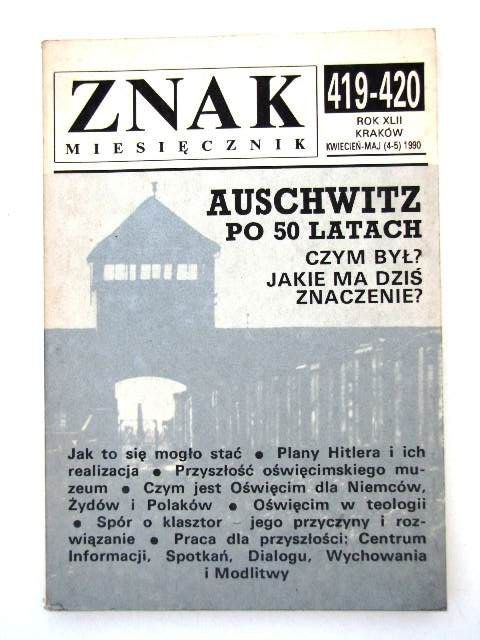 ZNAK
MIESIĘCZNIK
419-420
ROK XLII
KRAKÓW
KWIECIEŃ-MAJ (4-5) 1990
AUSCHWITZ
PO 50 LATACH
CZYM BYŁ?
JAKIE MA DZIŚ
ZNACZENIE?
Jak to się mogło stać ● Plany Hitlera i ich
realizacja ● Przyszłość oświęcimskiego mu-
zeum ● Czym jest Oświęcim dla Niemców,
Żydów i Polaków ● Oświęcim w teologii
● Spór o klasztor - jego przyczyny i roz-
wiązanie ● Praca dla przyszłości: Centrum
Informacji, Spotkań, Dialogu, Wychowania
i Modlitwy